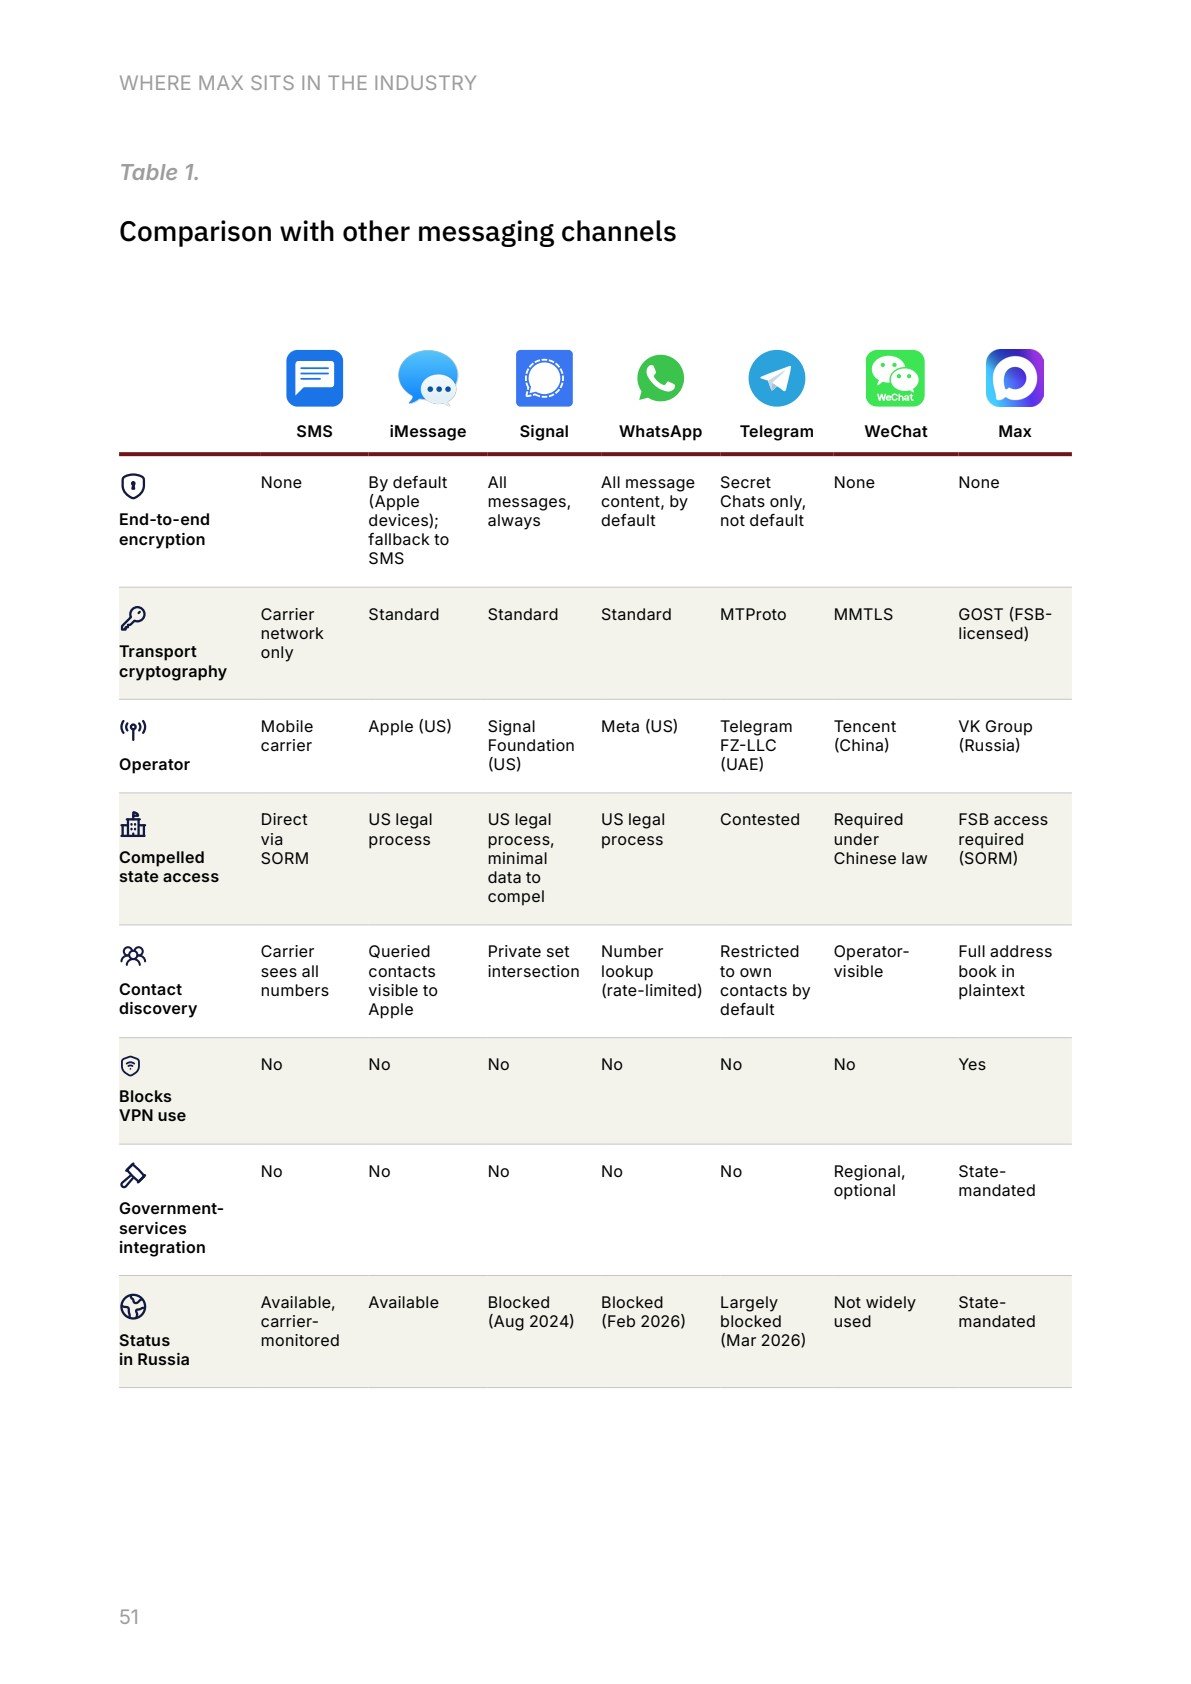 WHERE MAX SITS IN THE INDUSTRY
Table 1.
Comparison with other messaging channels
WeChat
SMS iMessage Signal WhatsApp Telegram WeChat Max
End-to-end
encryption
None
By default
(Apple
devices);
fallback to
SMS
All
messages,
always
All message
content, by
default
Secret
Chats only,
not default
None
None
Transport
cryptography
Carrier
network
only
Standard
Standard
Standard
MTProto
MMTLS
GOST (FSB-
licensed)
Operator
Mobile
carrier
Apple (US)
Signal
Foundation
(US)
Meta (US)
Telegram
FZ-LLC
(UAE)
Tencent
(China)
VK Group
(Russia)
Compelled
state access
Direct
via
SORM
US legal
process
US legal
process,
minimal
data to
compel
US legal
process
Contested
Required
under
Chinese law
FSB access
required
(SORM)
Contact
discovery
Carrier
sees all
numbers
Queried
contacts
visible to
Apple
Private set
intersection
Number
lookup
(rate-limited)
Restricted
to own
contacts by
default
Operator-
visible
Full address
book in
plaintext
Blocks
VPN use
No
No
No
No
No
No
Yes
Government-
services
integration
No
No
No
No
No
Regional,
optional
State-
mandated
Status
in Russia
Available,
carrier-
monitored
Available
Blocked
(Aug 2024)
Blocked
(Feb 2026)
Largely
blocked
(Mar 2026)
Not widely
used
State-
mandated
51